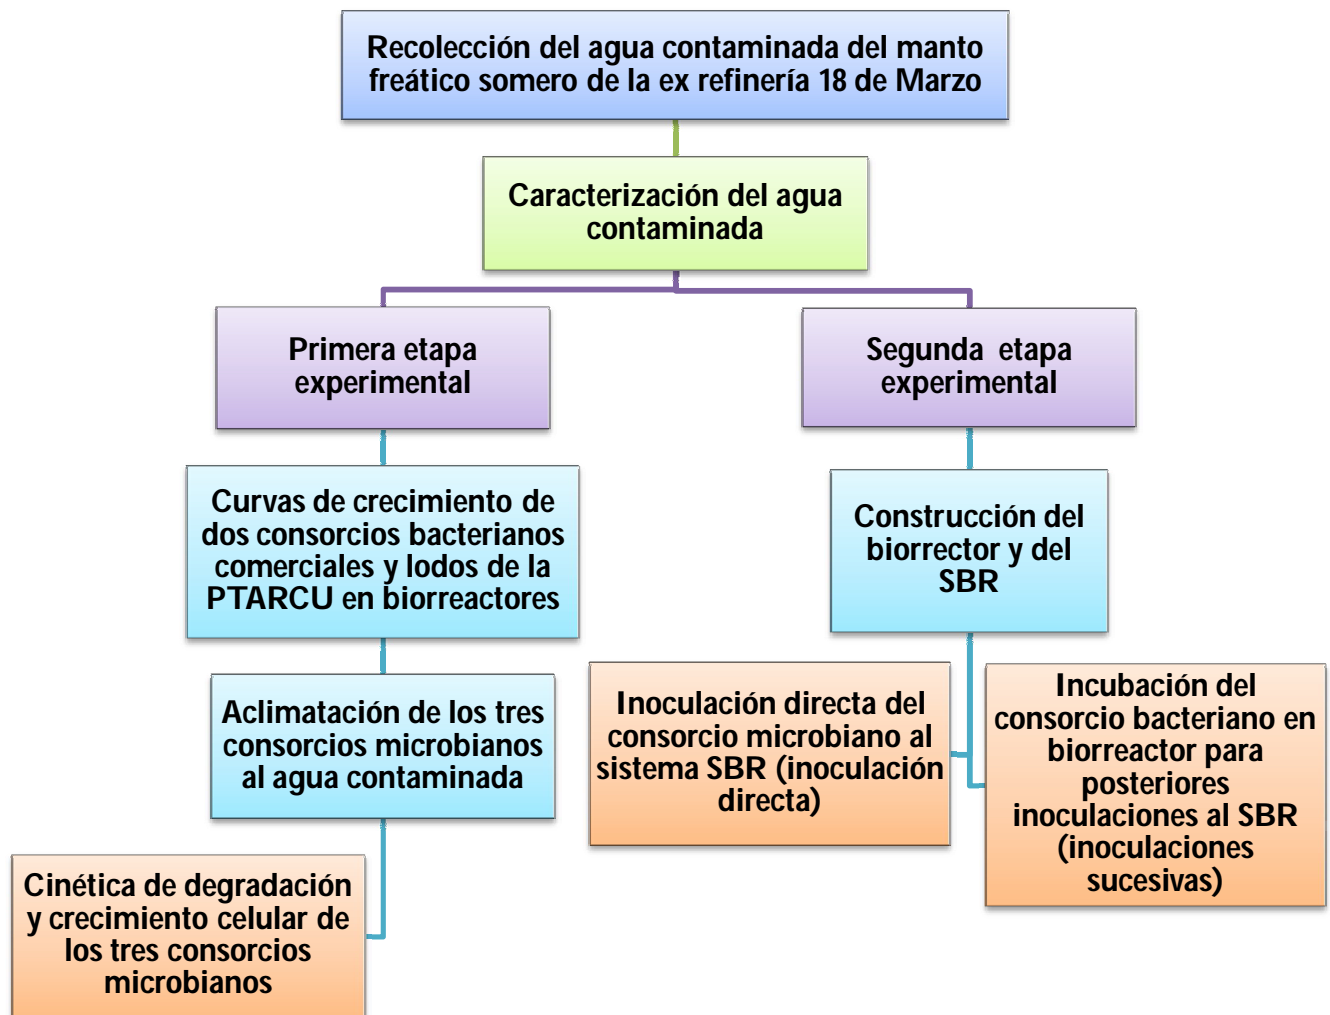 Recolección del agua contaminada del manto
freático somero de la ex refinería 18 de Marzo
Caracterización del agua
contaminada
Primera etapa
experimental
Segunda etapa
experimental
Curvas de crecimiento de
dos consorcios bacterianos
comerciales y lodos de la
PTARCU en biorreactores
Construcción del
biorrector y del
SBR
Aclimatación de los tres
consorcios microbianos
al agua contaminada
Inoculación directa del
consorcio microbiano al
sistema SBR (inoculación
directa)
Incubación del
consorcio bacteriano en
biorreactor para
posteriores
inoculaciones al SBR
(inoculaciones
sucesivas)
Cinética de degradación
y crecimiento celular de
los tres consorcios
microbianos